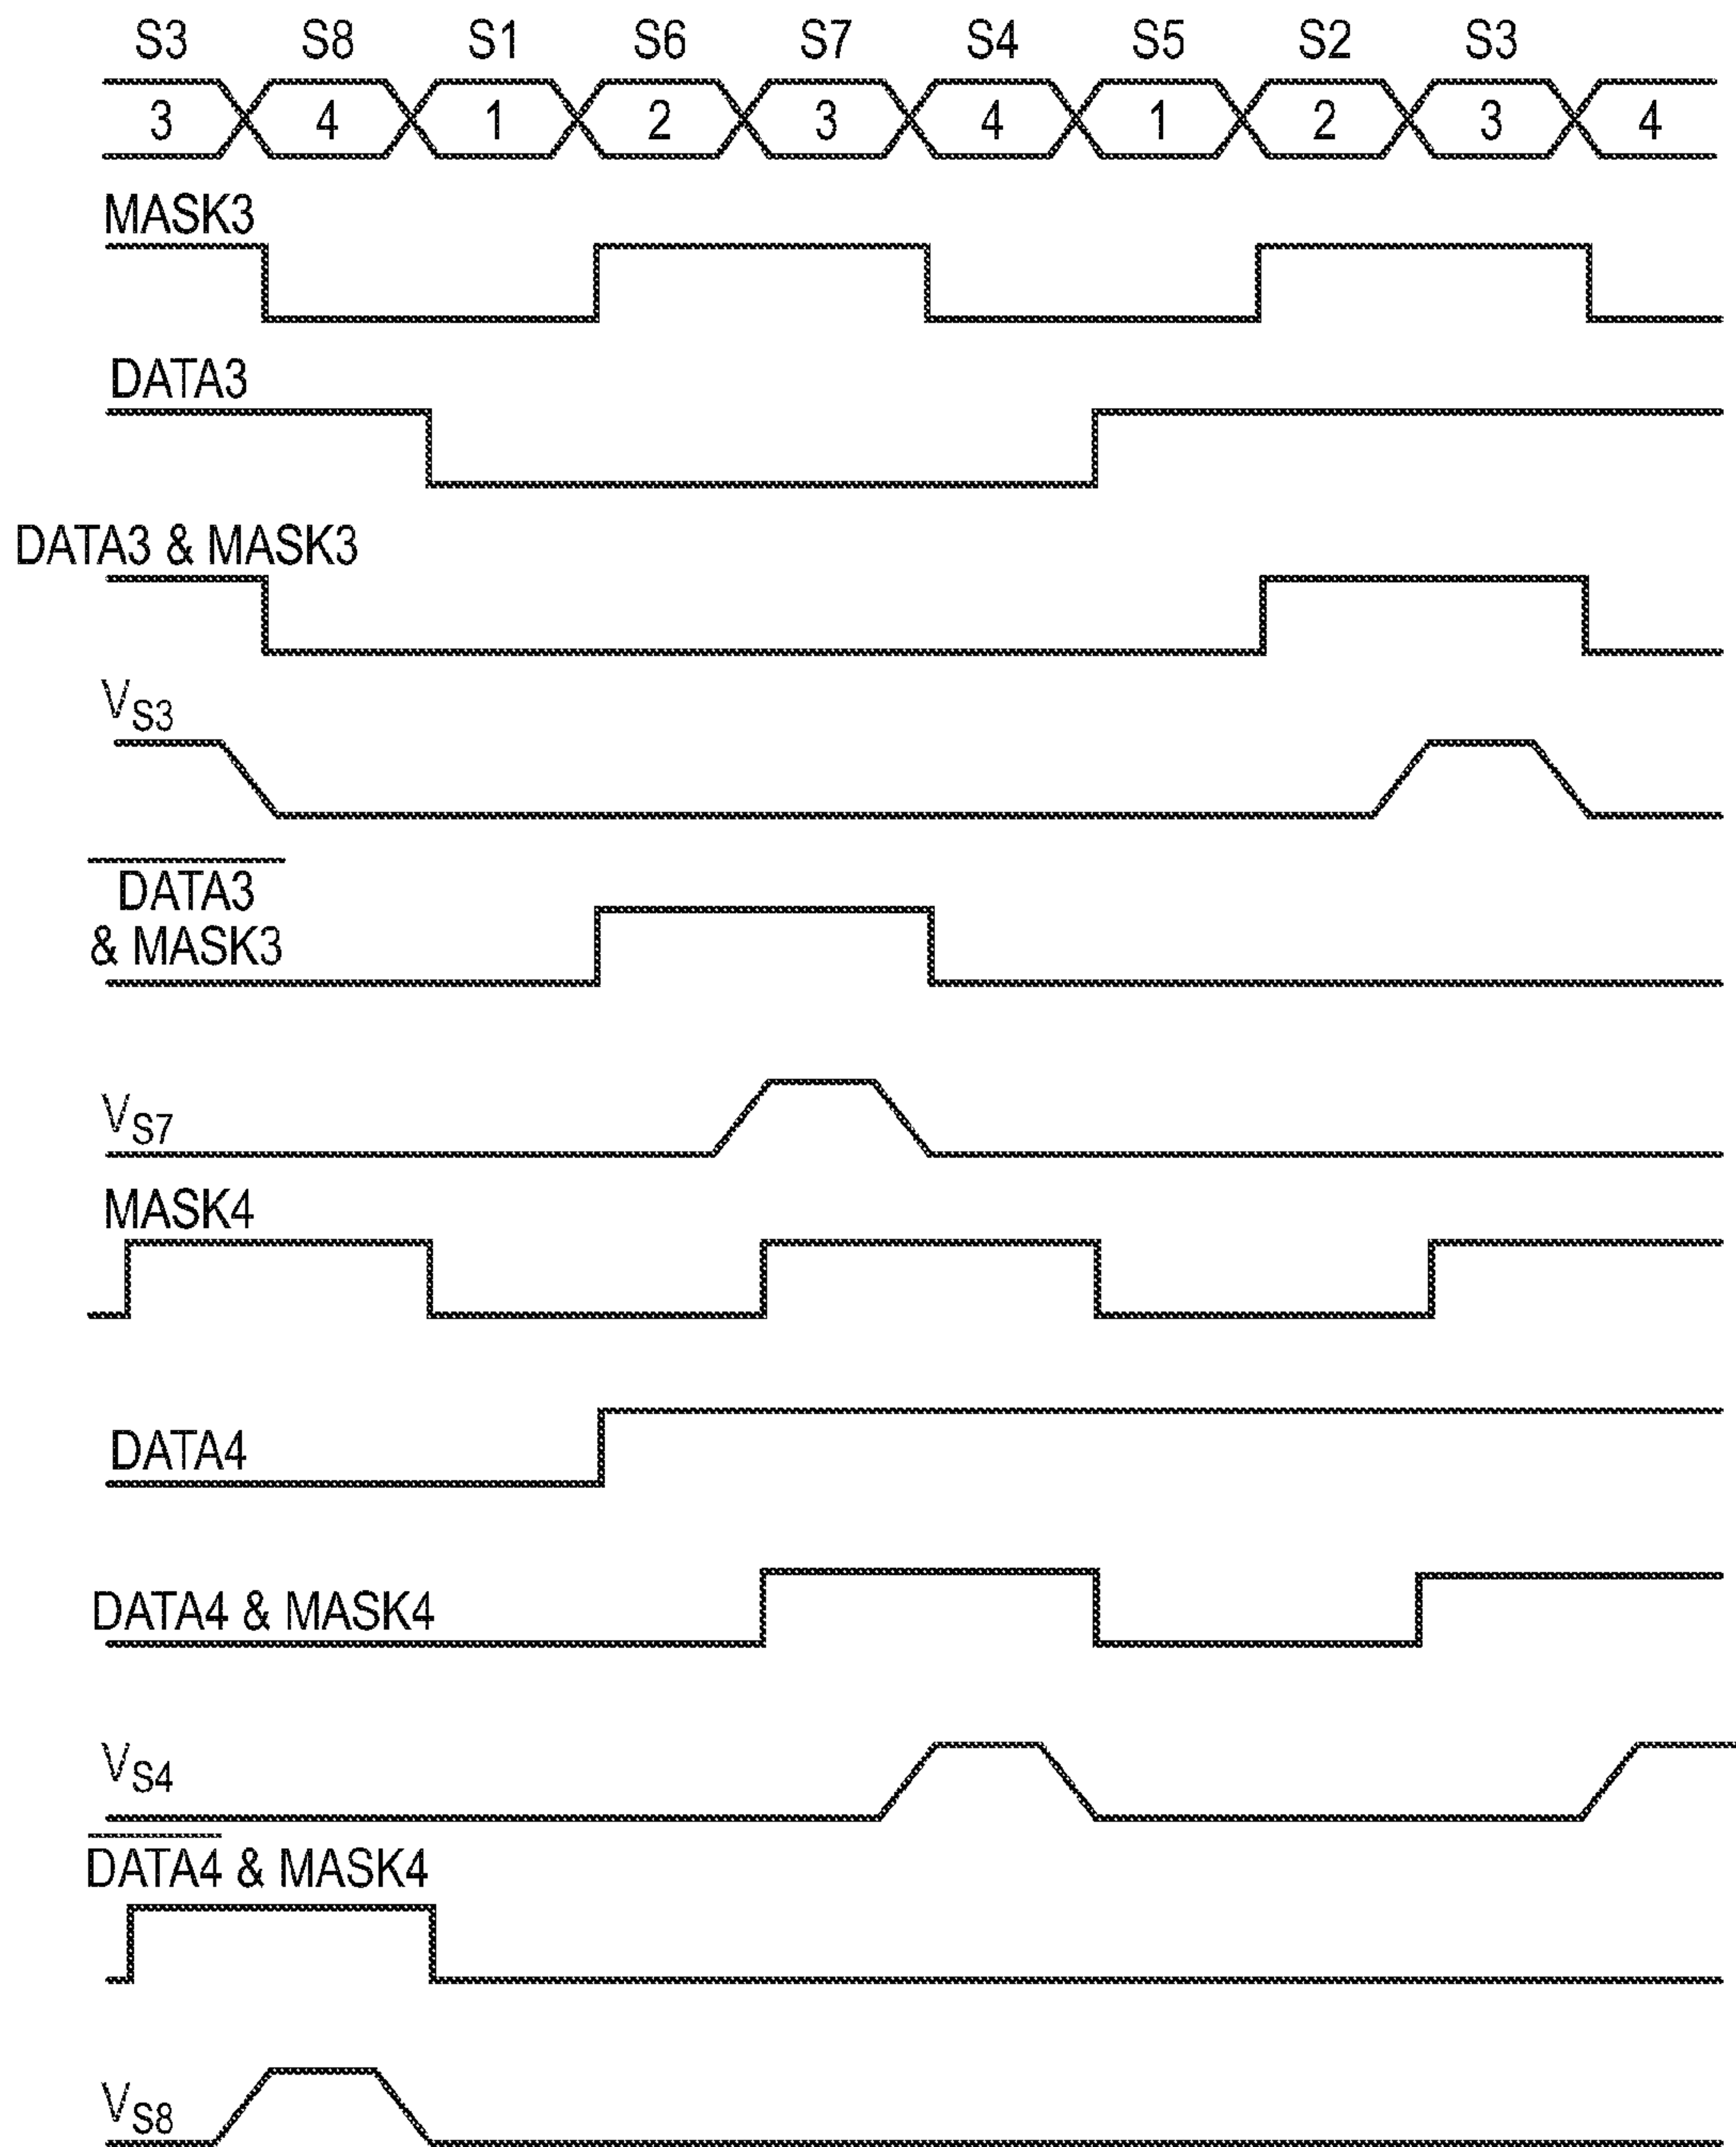 S3 S8 S1 S6 S7 S4 S5 S2 S3
3 4 1 2 3 4 1 2 3 4
MASK3
DATA3
DATA3 & MASK3
VS3
DATA3
& MASK3
VS7
MASK4
DATA4
DATA4 & MASK4
VS4
DATA4 & MASK4
VS8